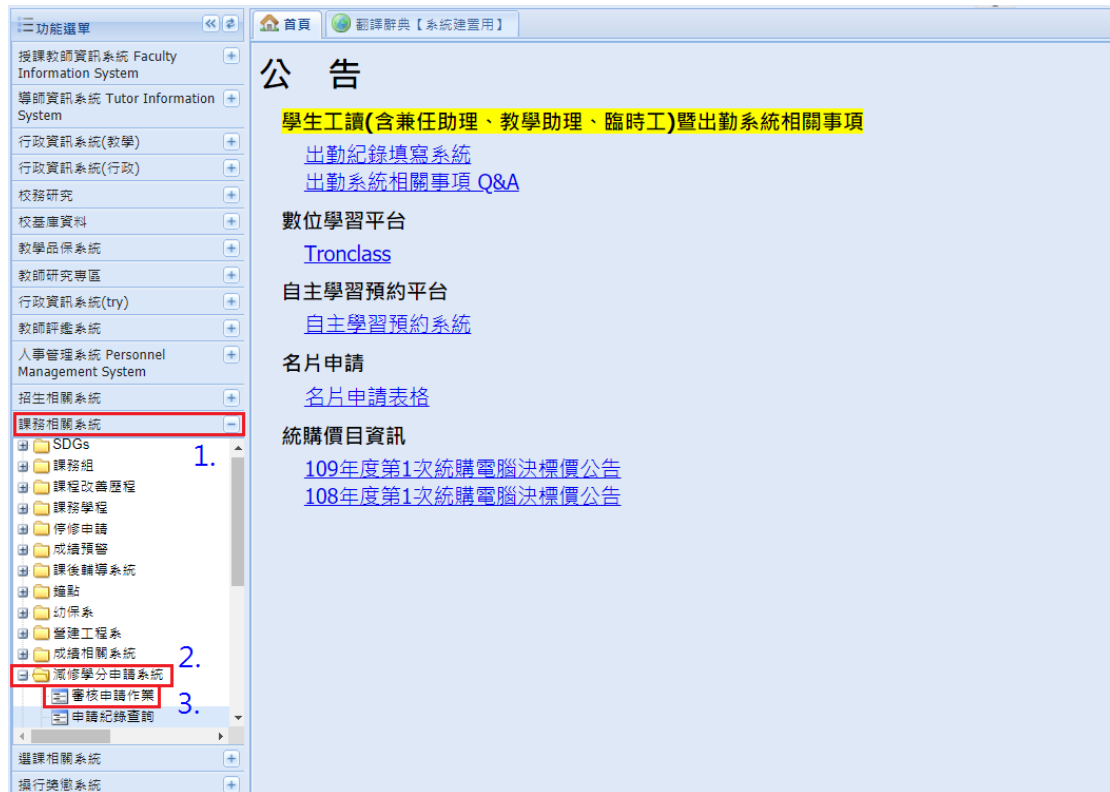 功能選單
授課教師資訊系統 Faculty
Information System
導師資訊系統 Tutor Information
System
行政資訊系統(教學)
行政資訊系統(行政)
校務研究
校基庫資料
教學品保系統
教師研究專區
行政資訊系統(try)
教師評鑑系統
人事管理系統 Personnel
Management System
招生相關系統
課務相關系統
1.
SDGs
課務組
課程改善歷程
課務學程
停修申請
成績預警
課後輔導系統
鐘點
幼保系
營建工程系
成績相關系統
2.
減修學分申請系統
審核申請作業
3.
申請紀錄查詢
選課相關系統
操行獎懲系統
首頁
翻譯辭典【系統建置用】
公 告
學生工讀(含兼任助理、教學助理、臨時工)暨出勤系統相關事項
出勤紀錄填寫系統
出勤系統相關事項 Q&A
數位學習平台
Tronclass
自主學習預約平台
自主學習預約系統
名片申請
名片申請表格
統購價目資訊
109年度第1次統購電腦決標價公告
108年度第1次統購電腦決標價公告